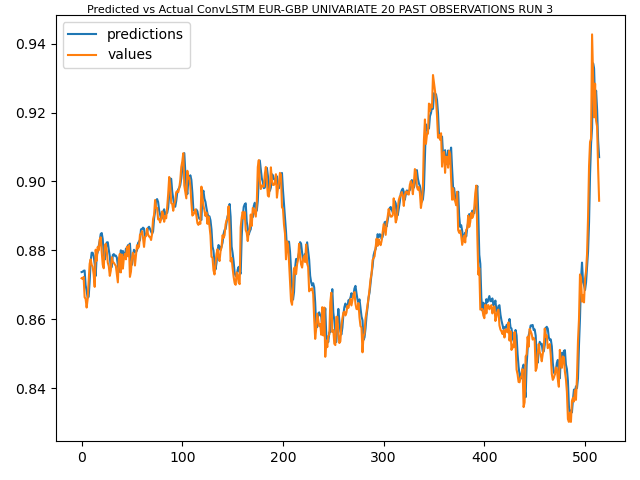 Predicted vs Actual ConvLSTM EUR-GBP UNIVARIATE 20 PAST OBSERVATIONS RUN 3
predictions
values
0.94
0.92
0.90
0.88
0.86
0.84
0 100 200 300 400 500